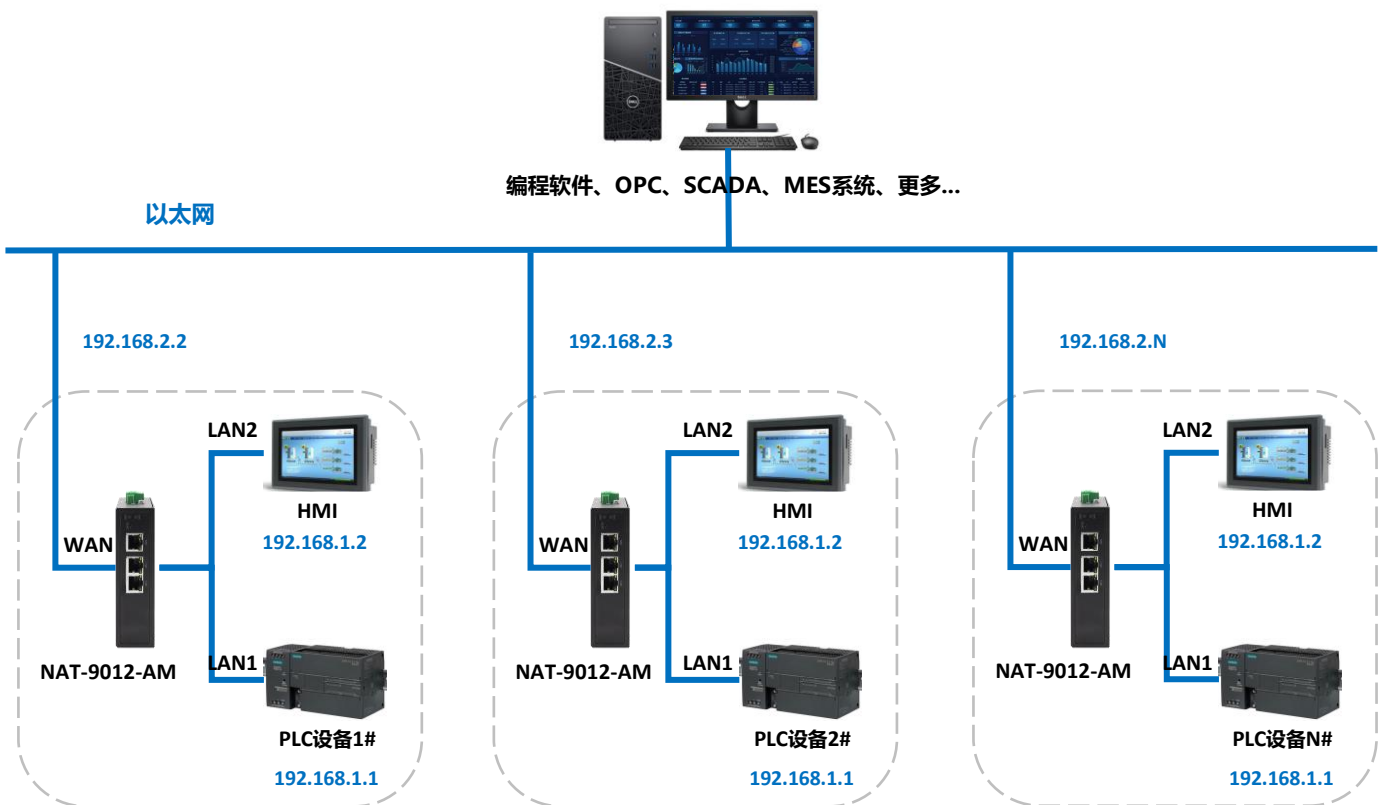 编程软件、OPC、SCADA、MES系统、更多...
以太网
192.168.2.2
192.168.2.3
192.168.2.N
LAN2
HMI
192.168.1.2
WAN
NAT-9012-AM
LAN1
PLC设备1#
192.168.1.1
LAN2
HMI
192.168.1.2
WAN
NAT-9012-AM
LAN1
PLC设备2#
192.168.1.1
LAN2
HMI
192.168.1.2
WAN
NAT-9012-AM
LAN1
PLC设备N#
192.168.1.1